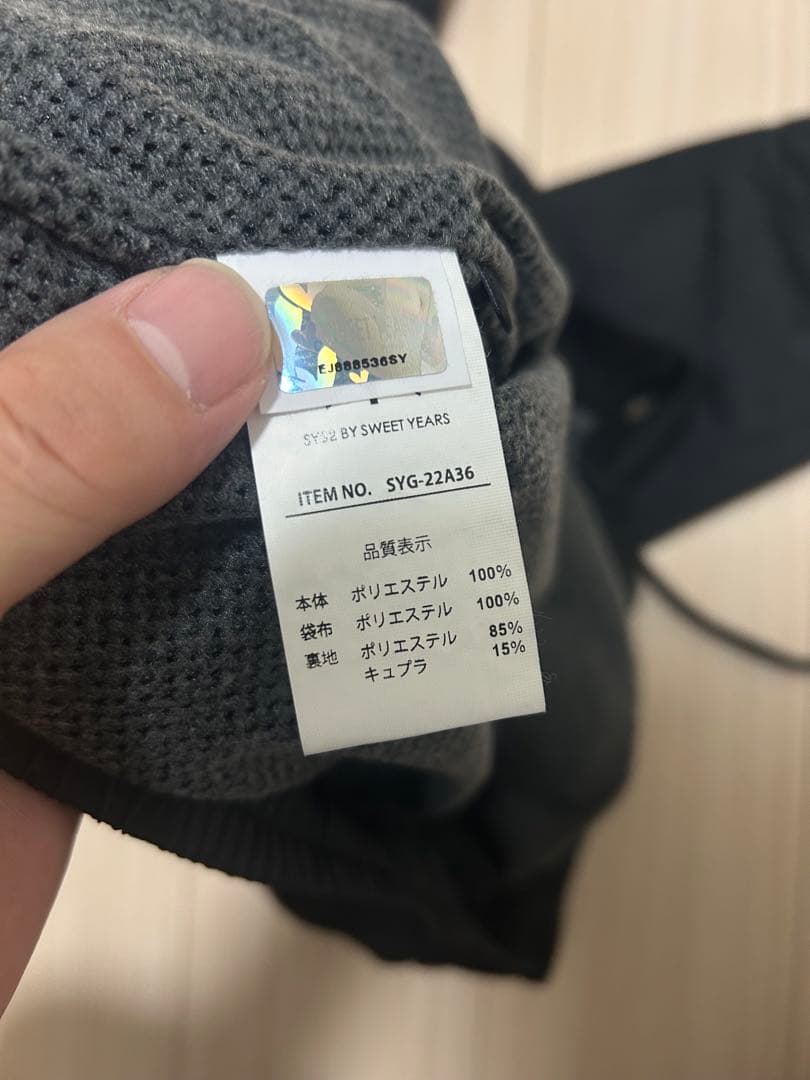 EJ888536SY
SY32 BY SWEET YEARS
ITEM NO. SYG-22A36
品質表示
本体 ポリエステル 100%
袋布 ポリエステル 100%
裏地 ポリエステル 85%
キュプラ 15%